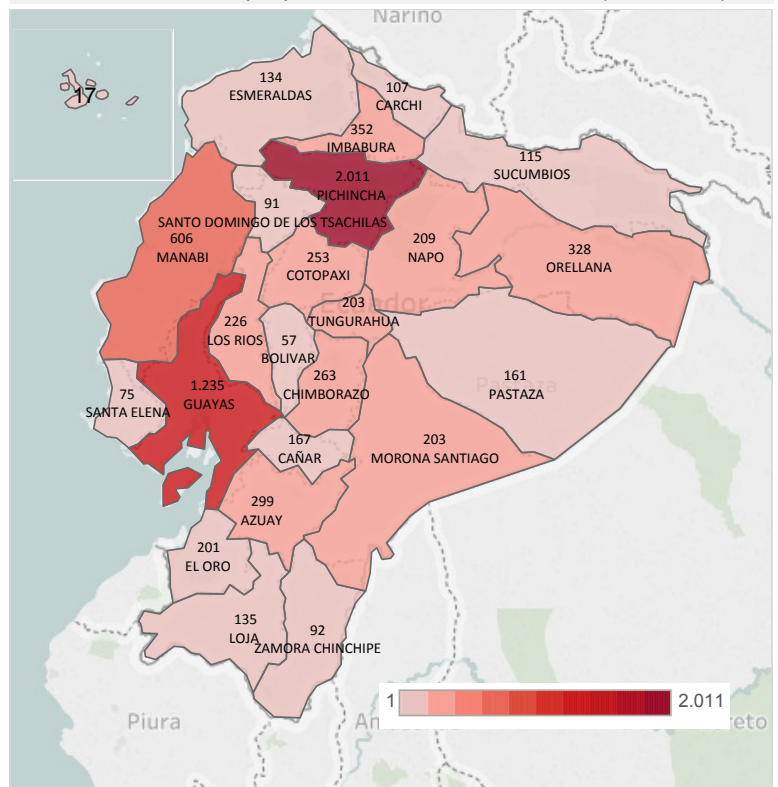 Nariño
17
134
ESMERALDAS
107
CARCHI
352
IMBABURA
115
SUCUMBIOS
2.011
PICHINCHA
91
SANTO DOMINGO DE LOS TSACHILAS
606
MANABI
209
NAPO
328
ORELLANA
253
COTOPAXI
Ecuador
203
TUNGURAHUA
226
LOS RIOS
57
BOLIVAR
263
CHIMBORAZO
161
Pastaza
PASTAZA
75
SANTA ELENA
1.235
GUAYAS
167
CAÑAR
203
MORONA SANTIAGO
299
AZUAY
201
EL ORO
135
LOJA
92
ZAMORA CHINCHIPE
1
2.011
Piura